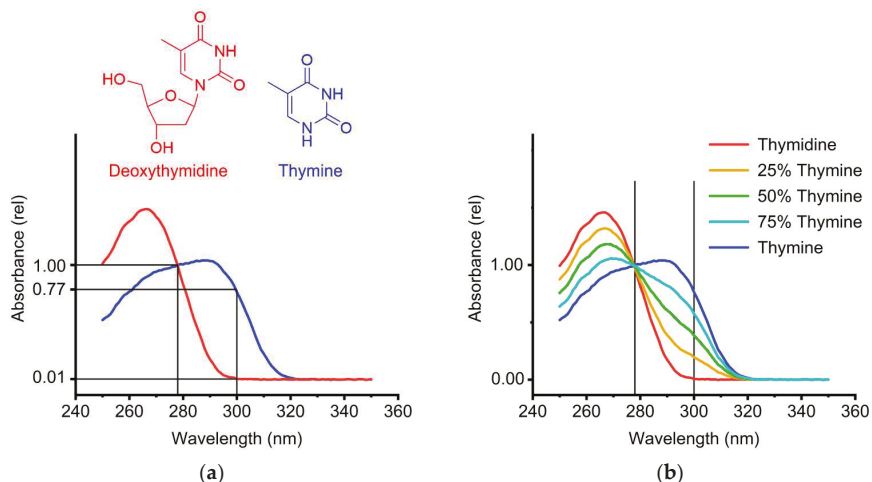 O
NH
N
O
HO
O
OH
Deoxythymidine
O
NH
N
H
O
Thymine
Absorbance (rel)
1.00
0.77
0.01
240 260 280 300 320 340 360
Wavelength (nm)
(a)
Thymidine
25% Thymine
50% Thymine
75% Thymine
Thymine
Absorbance (rel)
1.00
0.00
240 260 280 300 320 340 360
Wavelength (nm)
(b)